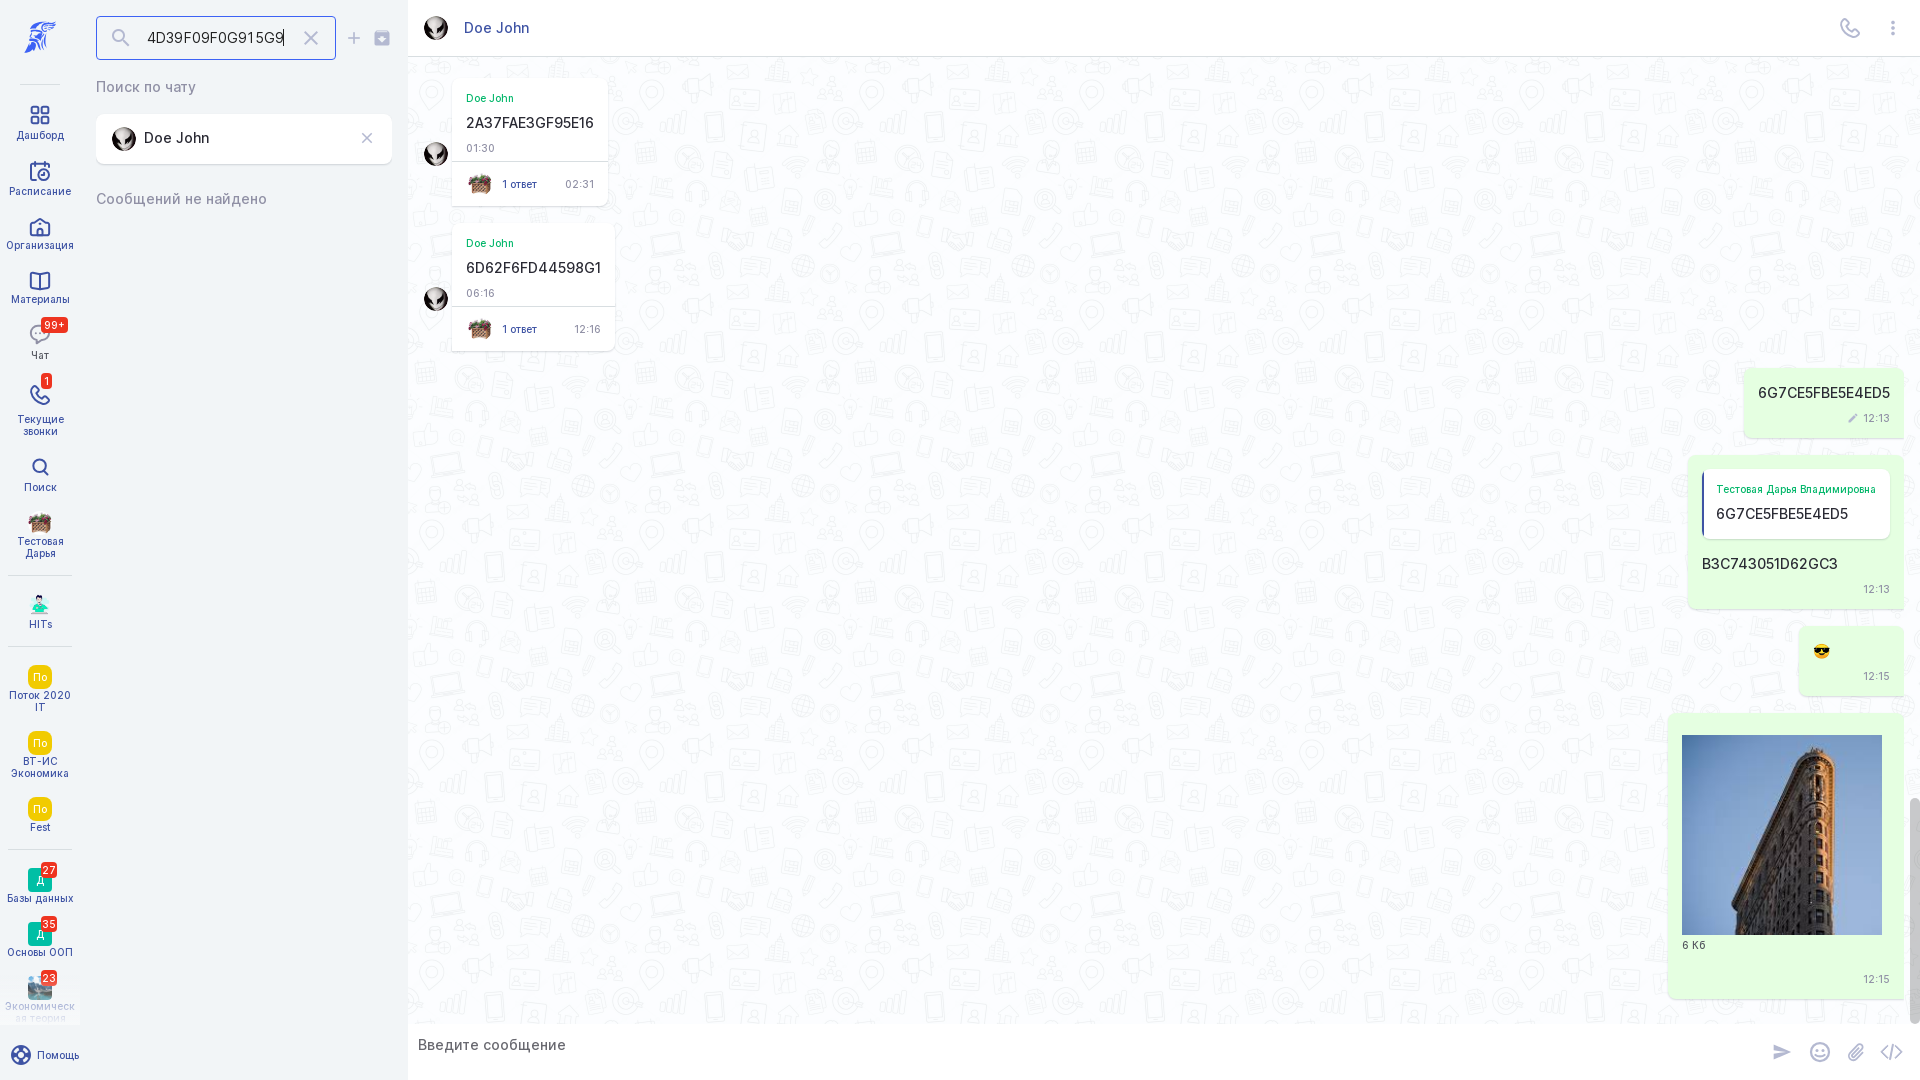 4D39F09F0G915G9
Поиск по чату
Doe John
Сообщений не найдено
Дашборд
Расписание
Организация
Материалы
99+
Чат
1
Текущие
звонки
Поиск
Тестовая
Дарья
HITs
По
Поток 2020
IT
По
ВТ-ИС
Экономика
По
Fest
27
Д
Базы данных
35
Д
Основы ООП
23
Экономическ
ая теория
Помощь
Doe John
Doe John
2A37FAE3GF95E16
01:30
1 ответ 02:31
Doe John
6D62F6FD44598G1
06:16
1 ответ 12:16
6G7CE5FBE5E4ED5
12:13
Тестовая Дарья Владимировна
6G7CE5FBE5E4ED5
B3C743051D62GC3
12:13
12:15
6 Кб
12:15
Введите сообщение